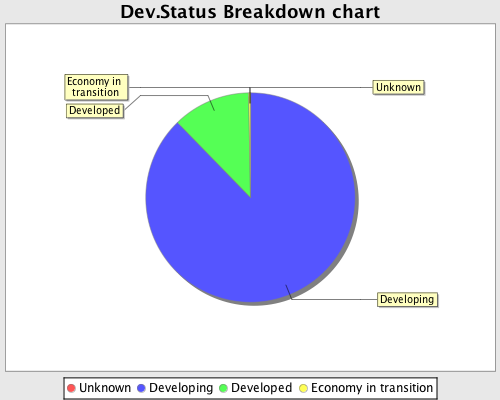 Dev.Status Breakdown chart
Economy in
transition
Unknown
Developed
Developing
Unknown Developing Developed Economy in transition